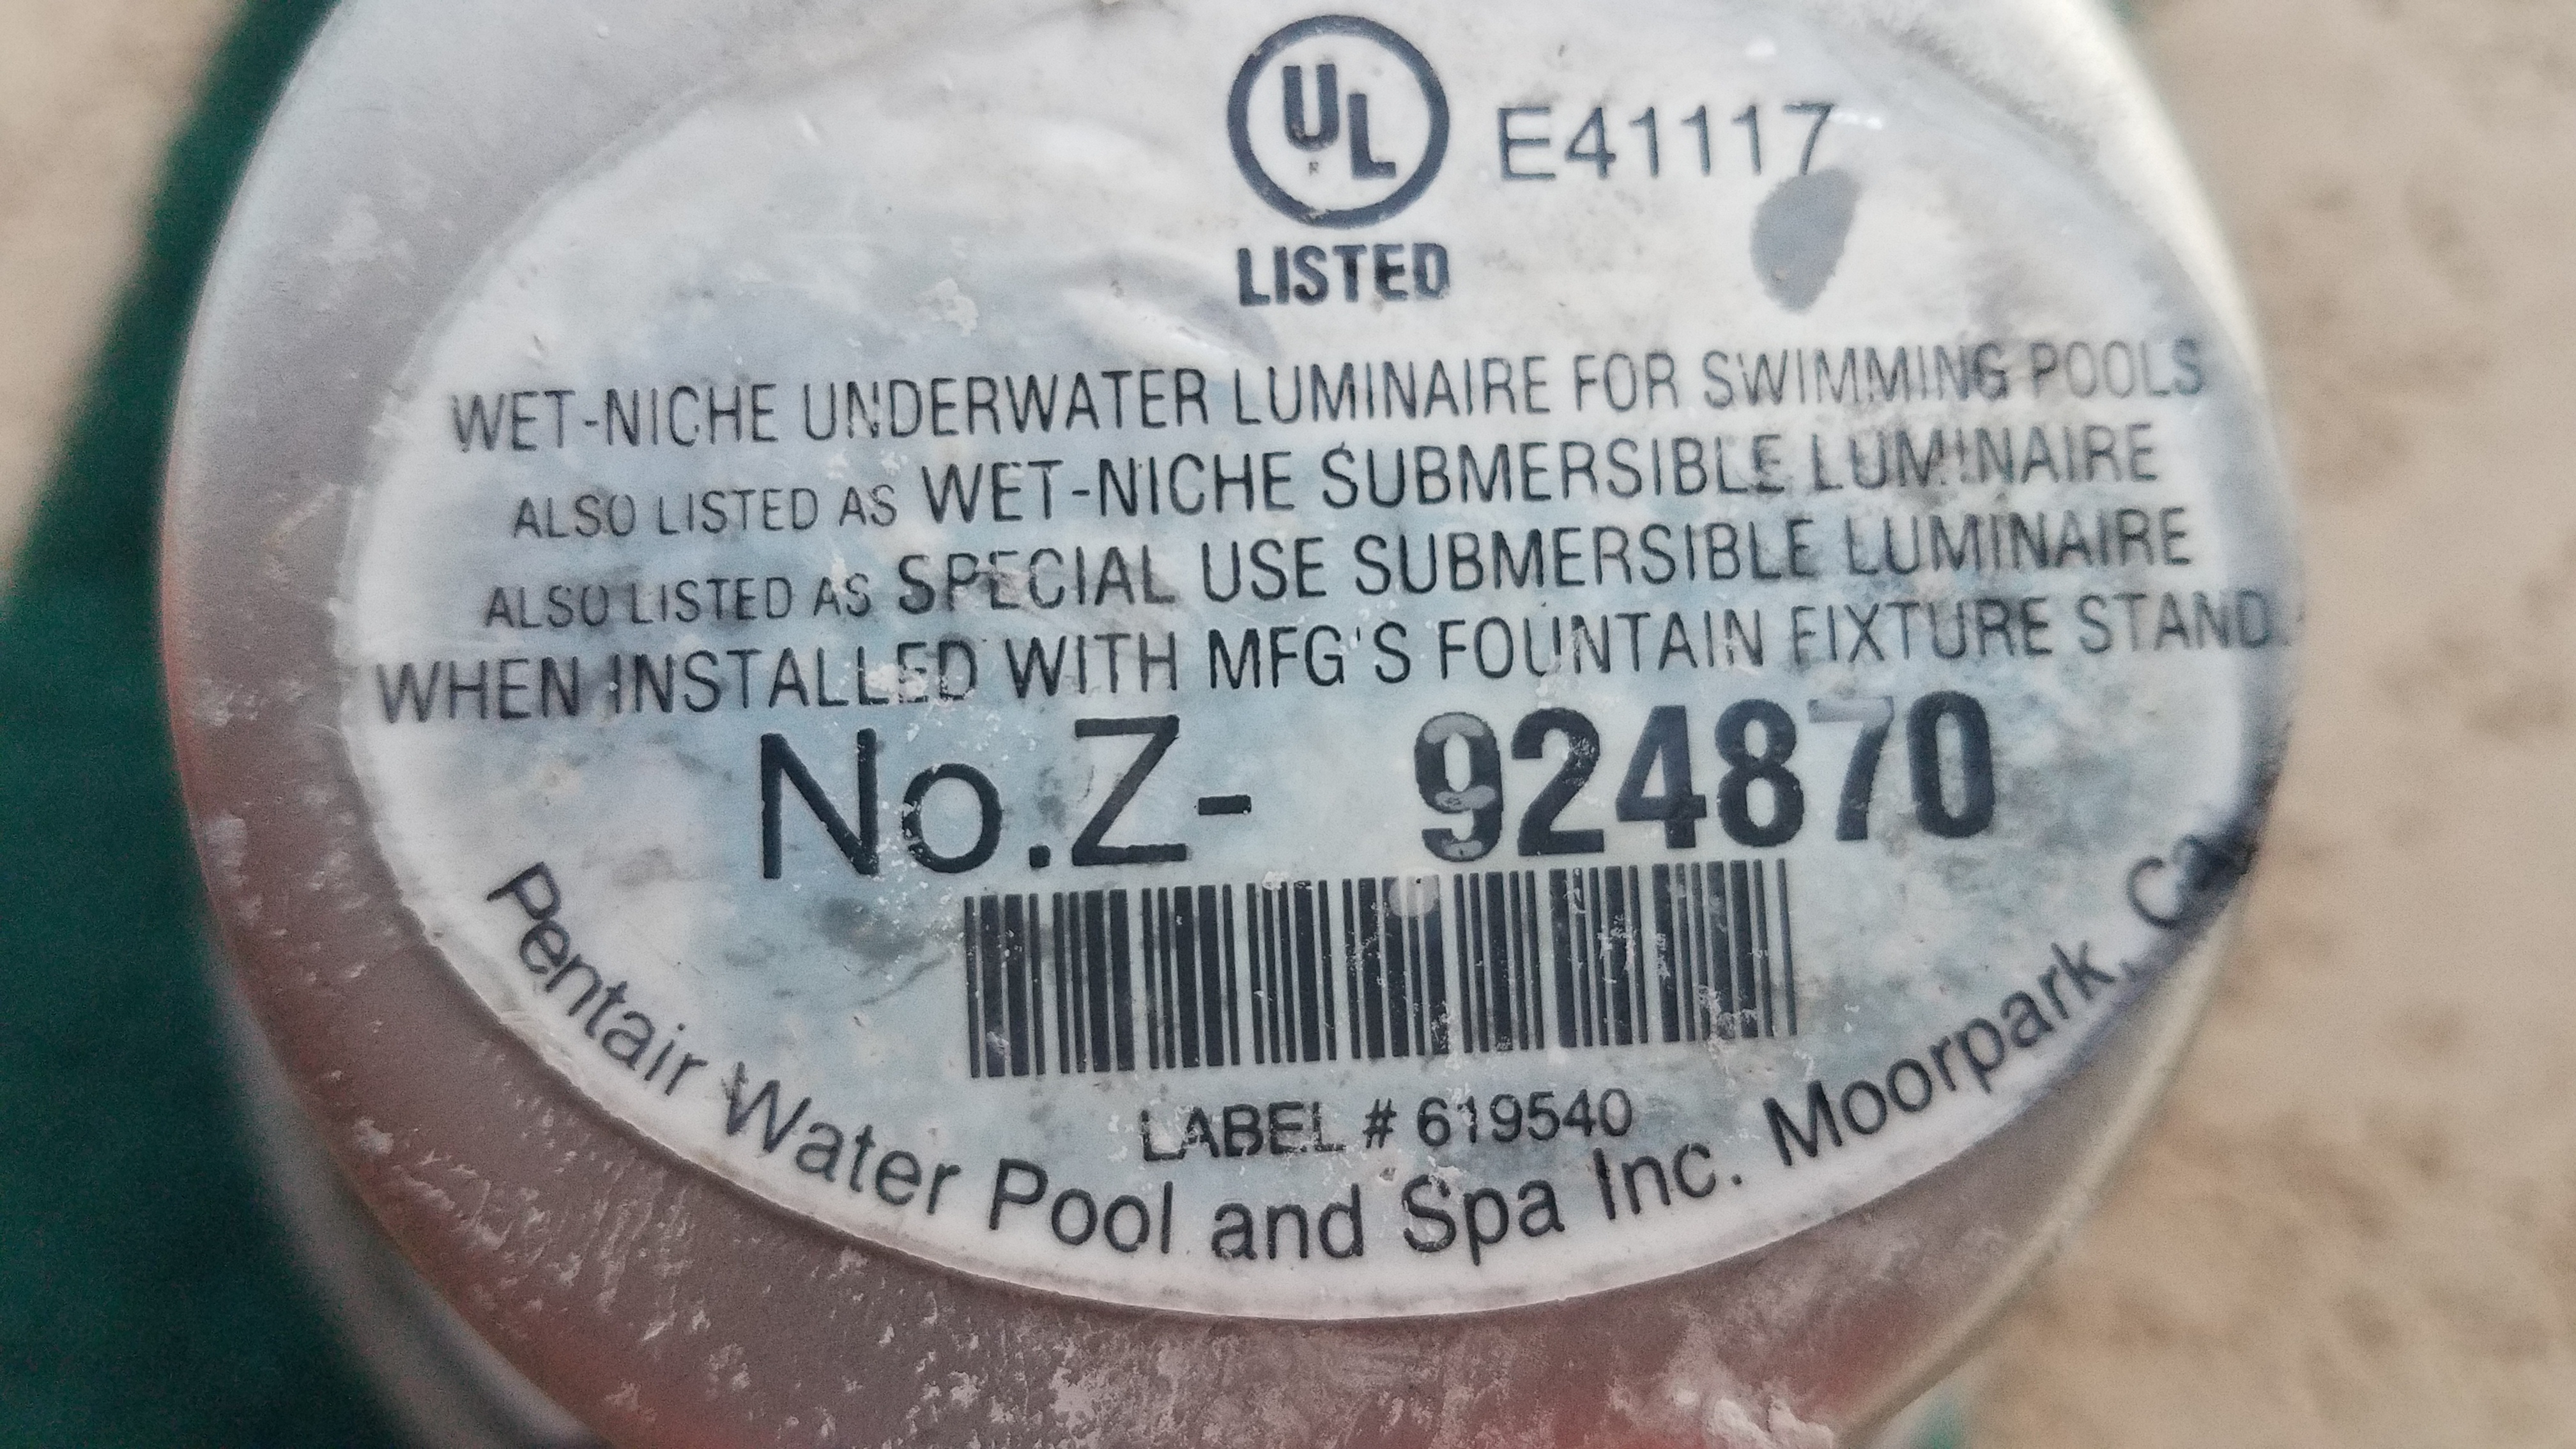 UL
R
E41117
LISTED
WET-NICHE UNDERWATER LUMINAIRE FOR SWIMMING POOLS
ALSO LISTED AS WET-NICHE SUBMERSIBLE LUMINAIRE
ALSO LISTED AS SPECIAL USE SUBMERSIBLE LUMINAIRE
WHEN INSTALLED WITH MFG'S FOUNTAIN FIXTURE STAND.
No.Z- 924870
LABEL # 619540
Pentair Water Pool and Spa Inc. Moorpark, Ca